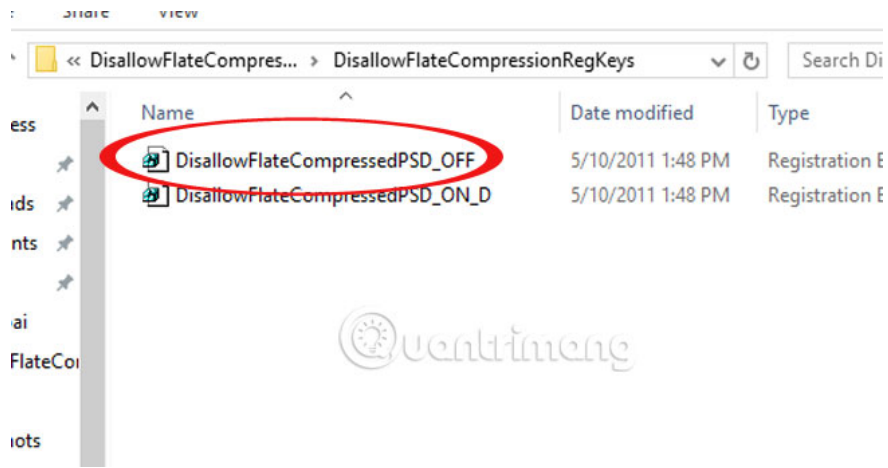 Share View
« DisallowFlateCompres... › DisallowFlateCompressionRegKeys Search Di
Name Date modified Type
ess
DisallowFlateCompressedPSD_OFF 5/10/2011 1:48 PM Registration E
nds DisallowFlateCompressedPSD_ON_D 5/10/2011 1:48 PM Registration E
nts
ai
FlateCo
Quantrimang
ots